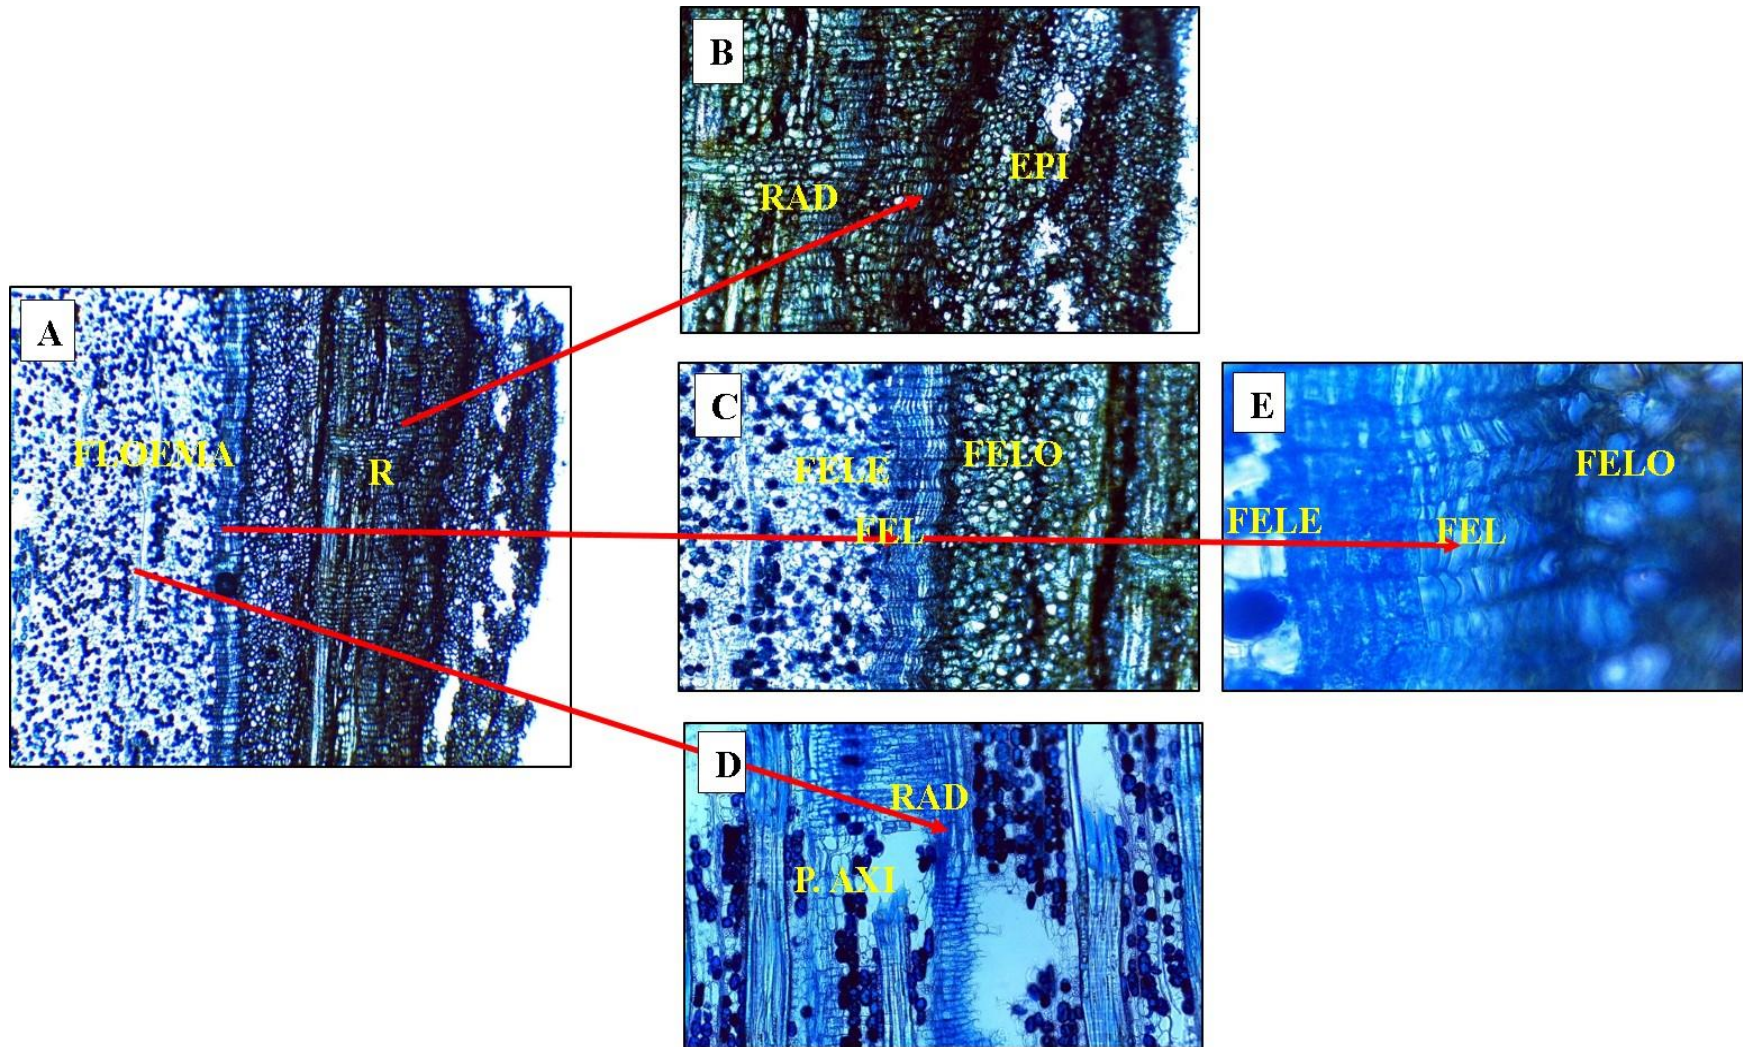 A
FLOEMA
R
B
RAD
EPI
C
FELE
FELO
FEL
D
RAD
P. AXI
E
FELO
FELE
FEL